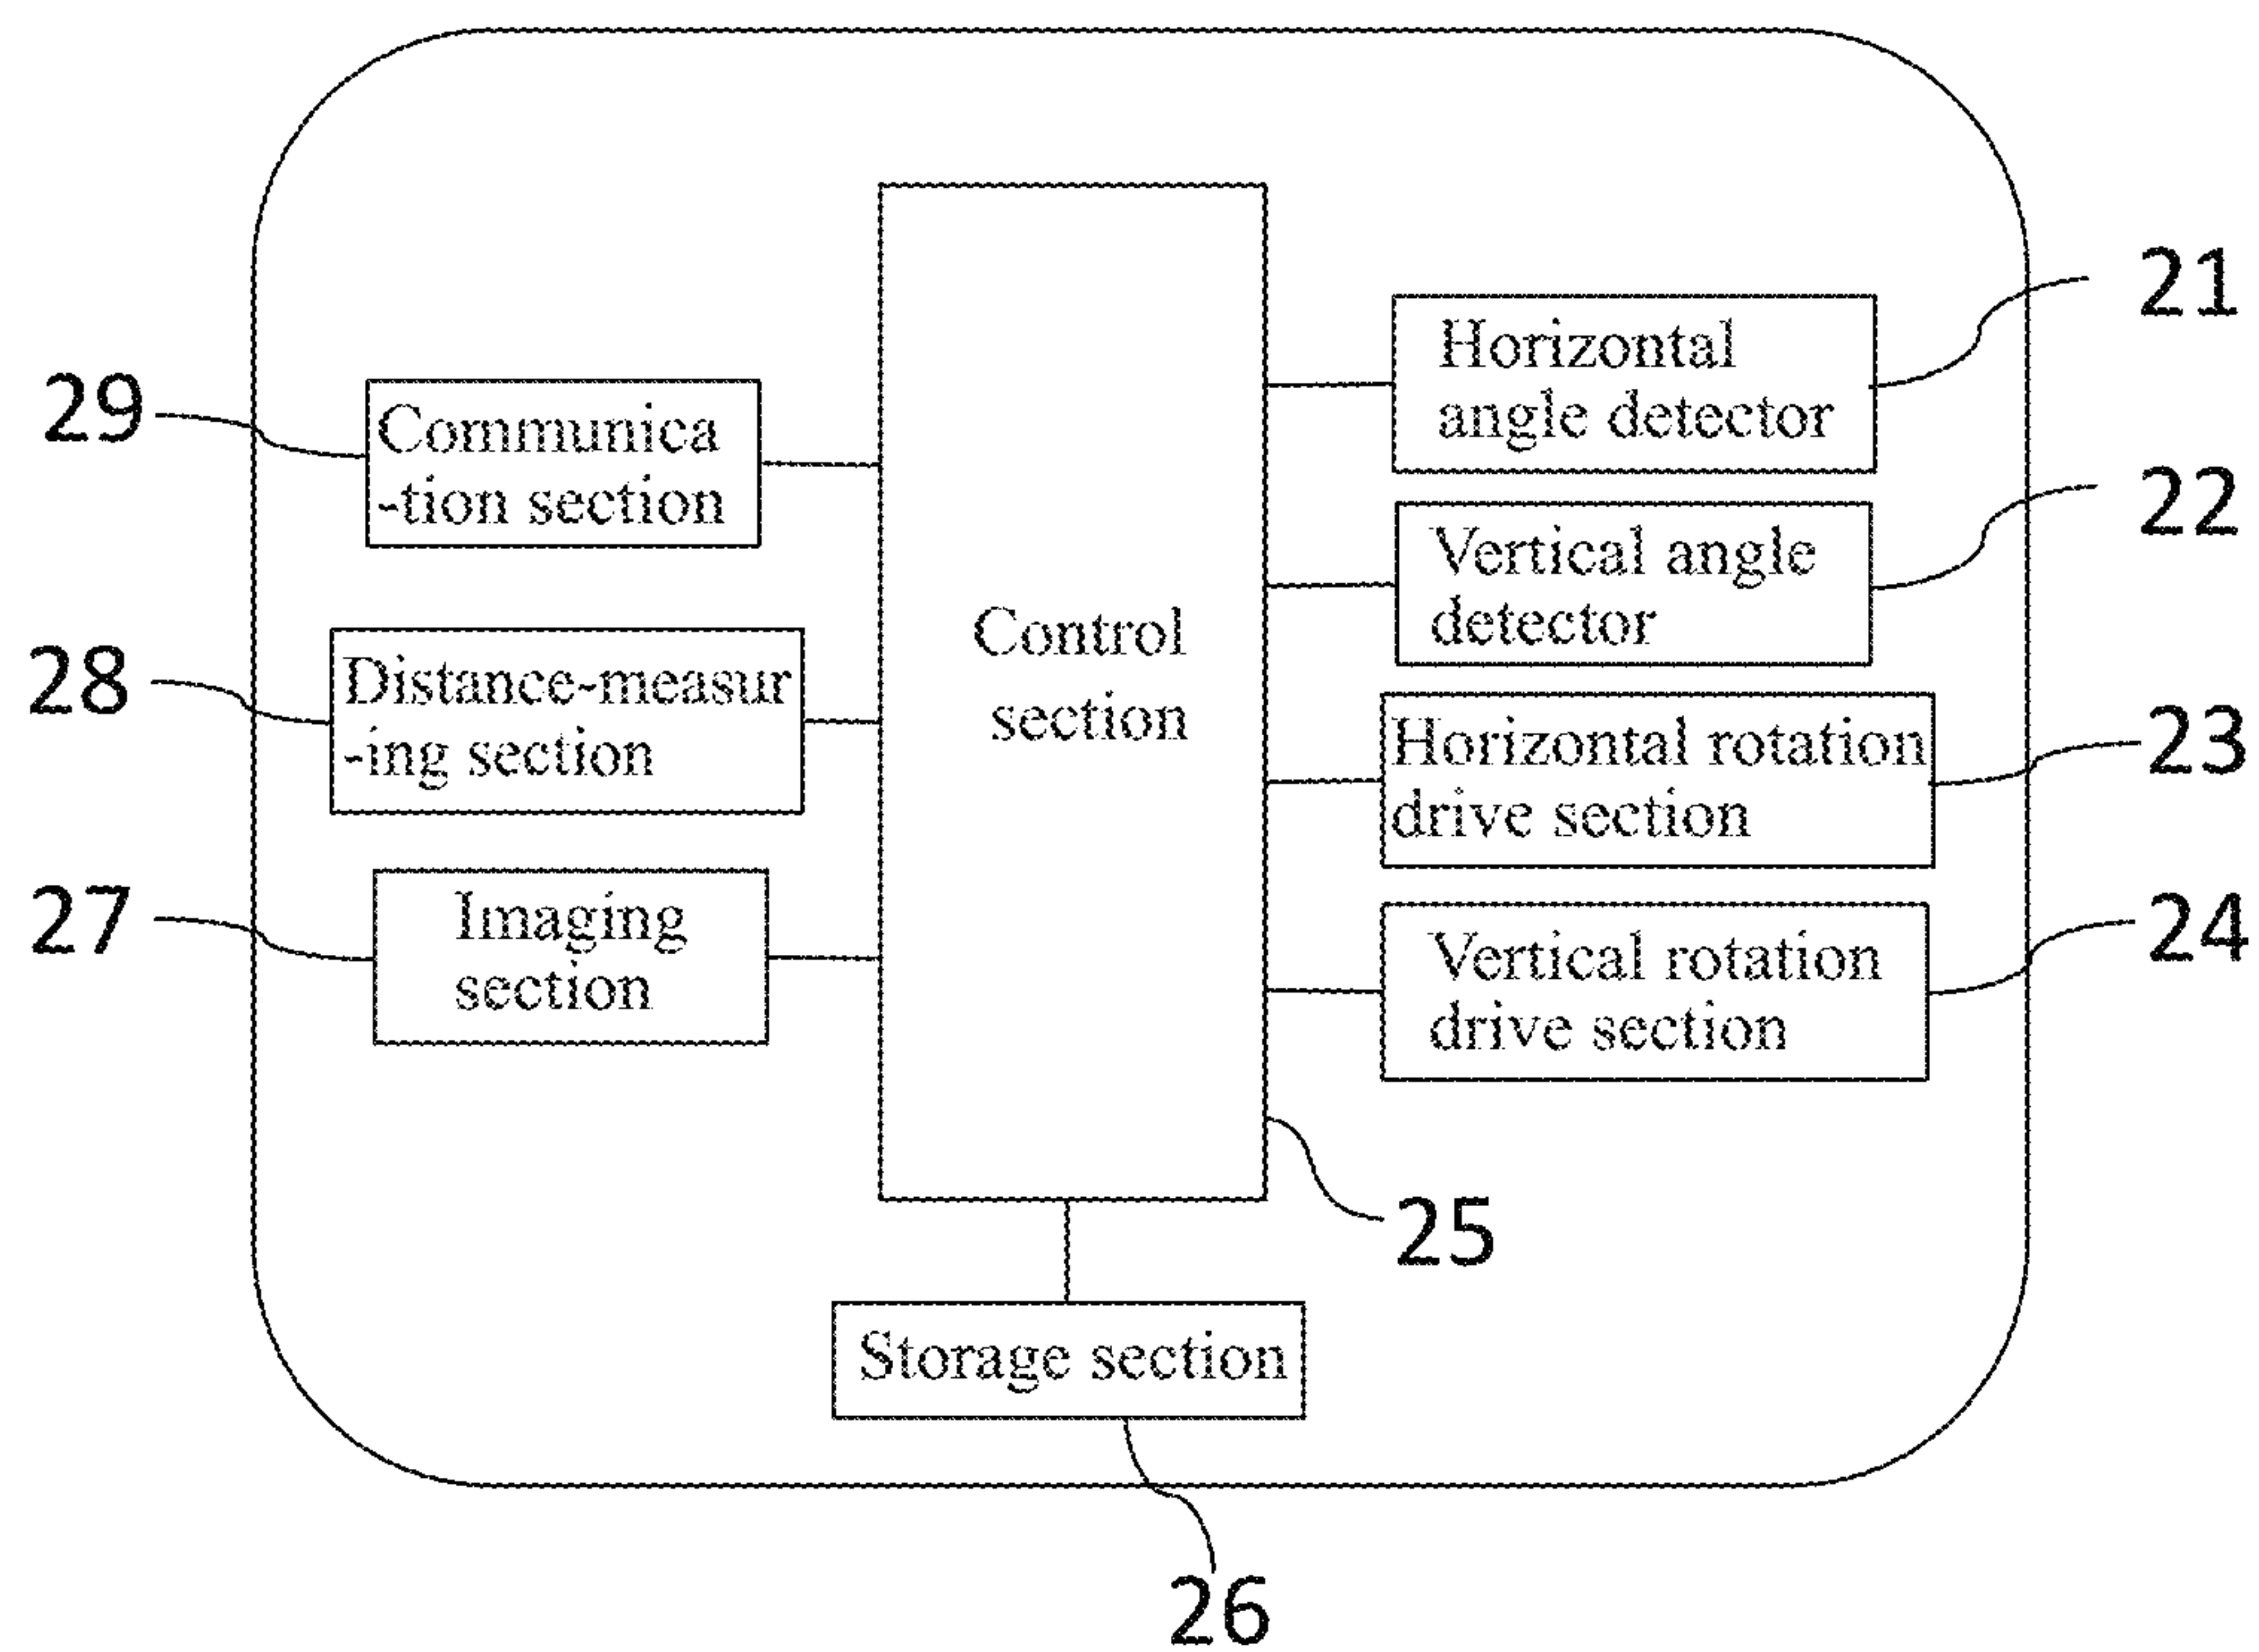 21
Horizontal
angle detector
29
Communica
-tion section
22
Vertical angle
detector
Control
section
28
Distance-measur
-ing section
23
Horizontal rotation
drive section
27
Imaging
section
24
Vertical rotation
drive section
25
Storage section
26